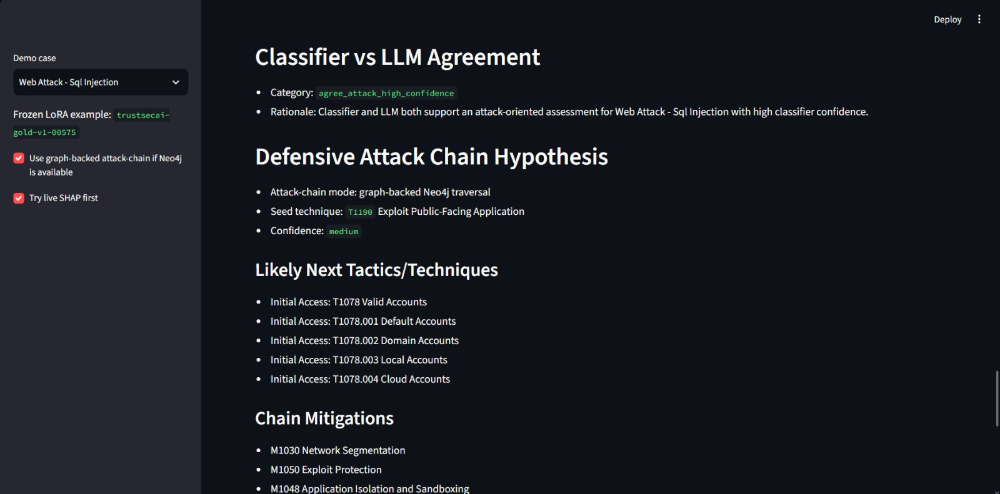 Deploy
Demo case
Web Attack - Sql Injection
Frozen LoRA example: trustsecai-
gold-v1-00575
Use graph-backed attack-chain if Neo4j
is available
Try live SHAP first
Classifier vs LLM Agreement
Category: agree_attack_high_confidence
Rationale: Classifier and LLM both support an attack-oriented assessment for Web Attack - Sql Injection with high classifier confidence.
Defensive Attack Chain Hypothesis
Attack-chain mode: graph-backed Neo4j traversal
Seed technique: T1190 Exploit Public-Facing Application
Confidence: medium
Likely Next Tactics/Techniques
Initial Access: T1078 Valid Accounts
Initial Access: T1078.001 Default Accounts
Initial Access: T1078.002 Domain Accounts
Initial Access: T1078.003 Local Accounts
Initial Access: T1078.004 Cloud Accounts
Chain Mitigations
M1030 Network Segmentation
M1050 Exploit Protection
M1048 Application Isolation and Sandboxing